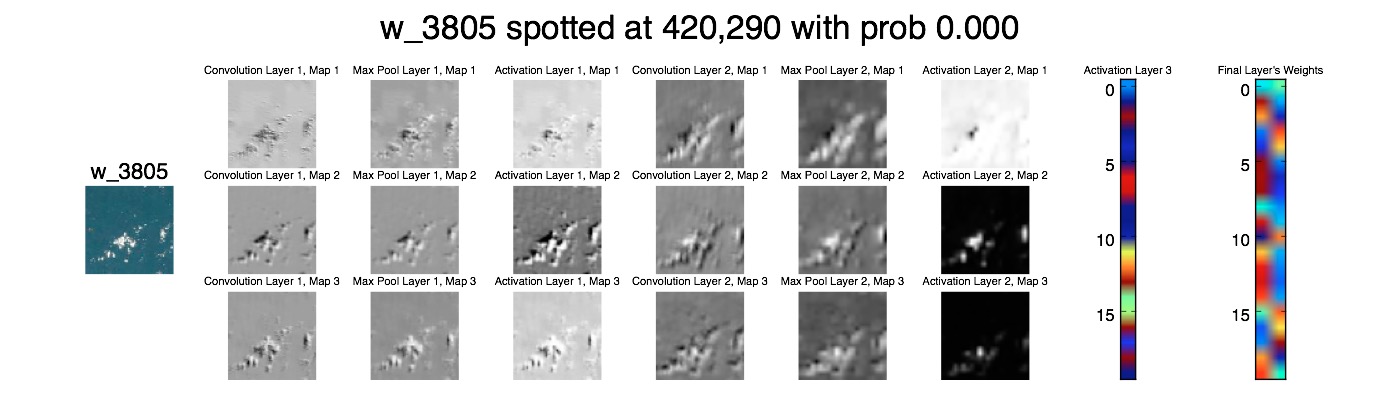 w_3805 spotted at 420,290 with prob 0.000
Convolution Layer 1, Map 1 Max Pool Layer 1, Map 1 Activation Layer 1, Map 1 Convolution Layer 2, Map 1 Max Pool Layer 2, Map 1 Activation Layer 2, Map 1 Activation Layer 3 Final Layer's Weights
w_3805
Convolution Layer 1, Map 2 Max Pool Layer 1, Map 2 Activation Layer 1, Map 2 Convolution Layer 2, Map 2 Max Pool Layer 2, Map 2 Activation Layer 2, Map 2
Convolution Layer 1, Map 3 Max Pool Layer 1, Map 3 Activation Layer 1, Map 3 Convolution Layer 2, Map 3 Max Pool Layer 2, Map 3 Activation Layer 2, Map 3
0 0
5 5
10 10
15 15